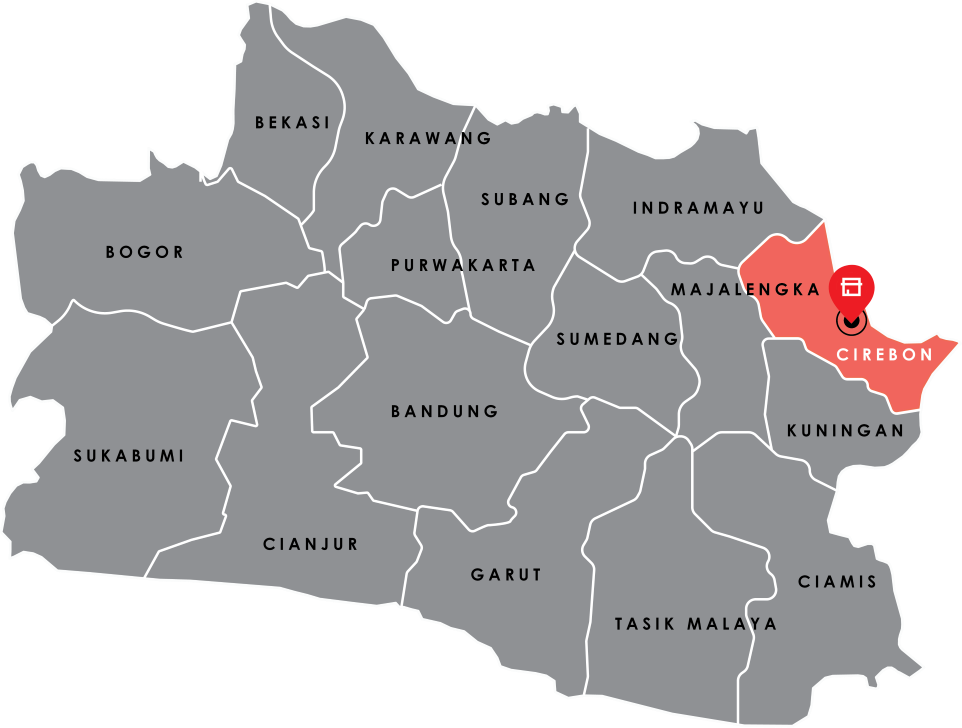 BEKASI
KARAWANG
SUBANG
INDRAMAYU
BOGOR
PURWAKARTA
MAJALENGKA
SUMEDANG
CIREBON
BANDUNG
KUNINGAN
SUKABUMI
CIANJUR
GARUT
CIAMIS
TASIK MALAYA